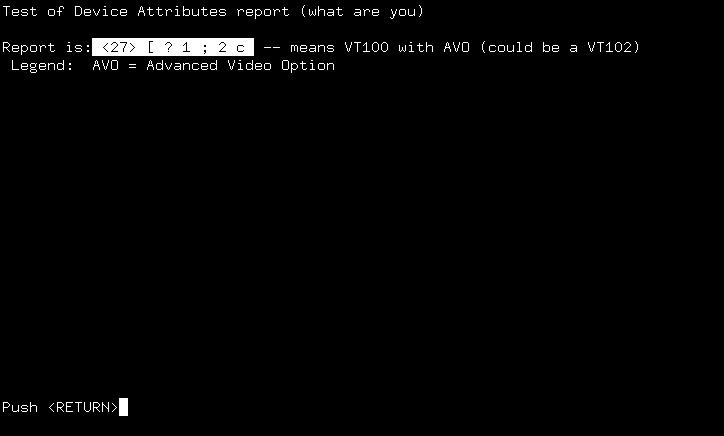 Test of Device Attributes report (what are you)
Report is: <27> [ ? 1 ; 2 c  -- means VT100 with AVO (could be a VT102)
Legend:  AVO = Advanced Video Option
Push <RETURN>